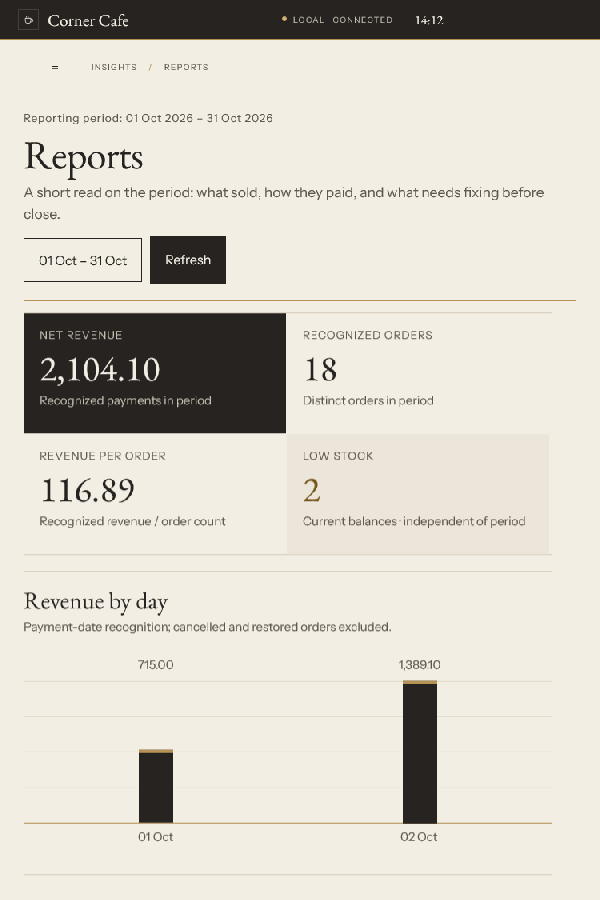 Corner Cafe
LOCAL CONNECTED 14:12
INSIGHTS / REPORTS
Reporting period: 01 Oct 2026 – 31 Oct 2026
Reports
A short read on the period: what sold, how they paid, and what needs fixing before
close.
01 Oct – 31 Oct
Refresh
NET REVENUE
2,104.10
Recognized payments in period
RECOGNIZED ORDERS
18
Distinct orders in period
REVENUE PER ORDER
116.89
Recognized revenue / order count
LOW STOCK
2
Current balances · independent of period
Revenue by day
Payment-date recognition; cancelled and restored orders excluded.
715.00 1,389.10
01 Oct 02 Oct